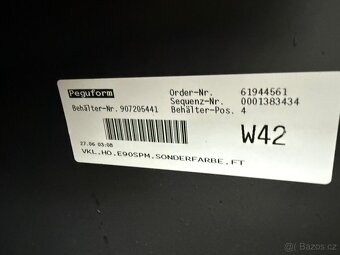 Peguform
Order-Nr. 61944561
Sequenz-Nr. 0001383434
Behälter-Nr. 907205441
Behälter-Pos. 4
W42
27.06 03:08
VKL.HO.E90SPM.SONDERFARBE.FT
Bazoš.cz